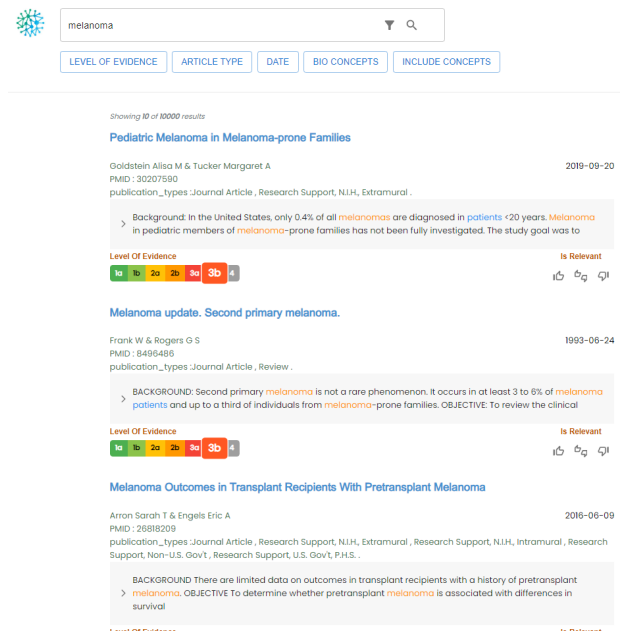 melanoma
LEVEL OF EVIDENCE ARTICLE TYPE DATE BIO CONCEPTS INCLUDE CONCEPTS
Showing 10 of 10000 results
Pediatric Melanoma in Melanoma-prone Families
Goldstein Alisa M & Tucker Margaret A 2019-09-20
PMID : 30207590
publication_types :Journal Article , Research Support, N.I.H., Extramural .
Background: In the United States, only 0.4% of all melanomas are diagnosed in patients <20 years. Melanoma
in pediatric members of melanoma-prone families has not been fully investigated. The study goal was to
Level Of Evidence Is Relevant
1a 1b 2a 2b 3a 3b 4
Melanoma update. Second primary melanoma.
Frank W & Rogers G S 1993-06-24
PMID : 8496486
publication_types :Journal Article , Review .
BACKGROUND: Second primary melanoma is not a rare phenomenon. It occurs in at least 3 to 6% of melanoma
patients and up to a third of individuals from melanoma-prone families. OBJECTIVE: To review the clinical
Level Of Evidence Is Relevant
1a 1b 2a 2b 3a 3b 4
Melanoma Outcomes in Transplant Recipients With Pretransplant Melanoma
Arron Sarah T & Engels Eric A 2016-06-09
PMID : 26818209
publication_types :Journal Article , Research Support, N.I.H., Extramural , Research Support, N.I.H., Intramural , Research
Support, Non-U.S. Gov't , Research Support, U.S. Gov't, P.H.S. .
BACKGROUND There are limited data on outcomes in transplant recipients with a history of pretransplant
melanoma. OBJECTIVE To determine whether pretransplant melanoma is associated with differences in
survival
Level Of Evidence Is Relevant